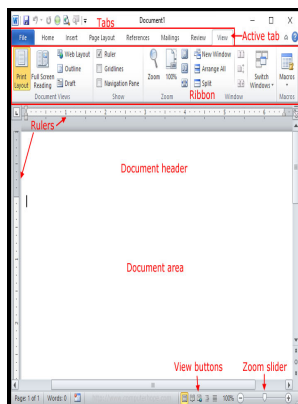 Tabs
Document1
File Home Insert Page Layout References Mailings Review View
Active tab
Print Layout
Full Screen Reading
Web Layout
Outline
Draft
Ruler
Gridlines
Navigation Pane
Zoom
100%
New Window
Arrange All
Split
Switch Windows
Macros
Document Views
Show
Zoom
Ribbon
Window
Macros
Rulers
Document header
Document area
View buttons
Zoom slider
Page: 1 of 1
Words: 0
100%